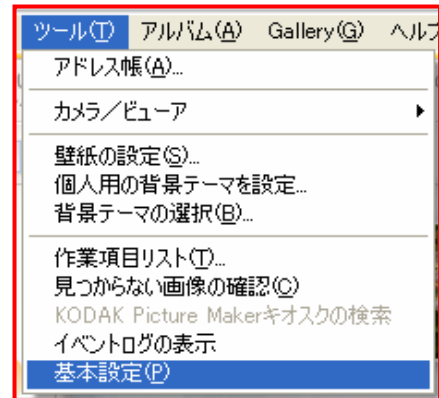 ツール(T) アルバム(A) Gallery(G) ヘルプ
アドレス帳(A)...
カメラ／ビューア
壁紙の設定(S)...
個人用の背景テーマを設定...
背景テーマの選択(B)...
作業項目リスト(T)...
見つからない画像の確認(C)
KODAK Picture Makerキオスクの検索
イベントログの表示
基本設定(P)